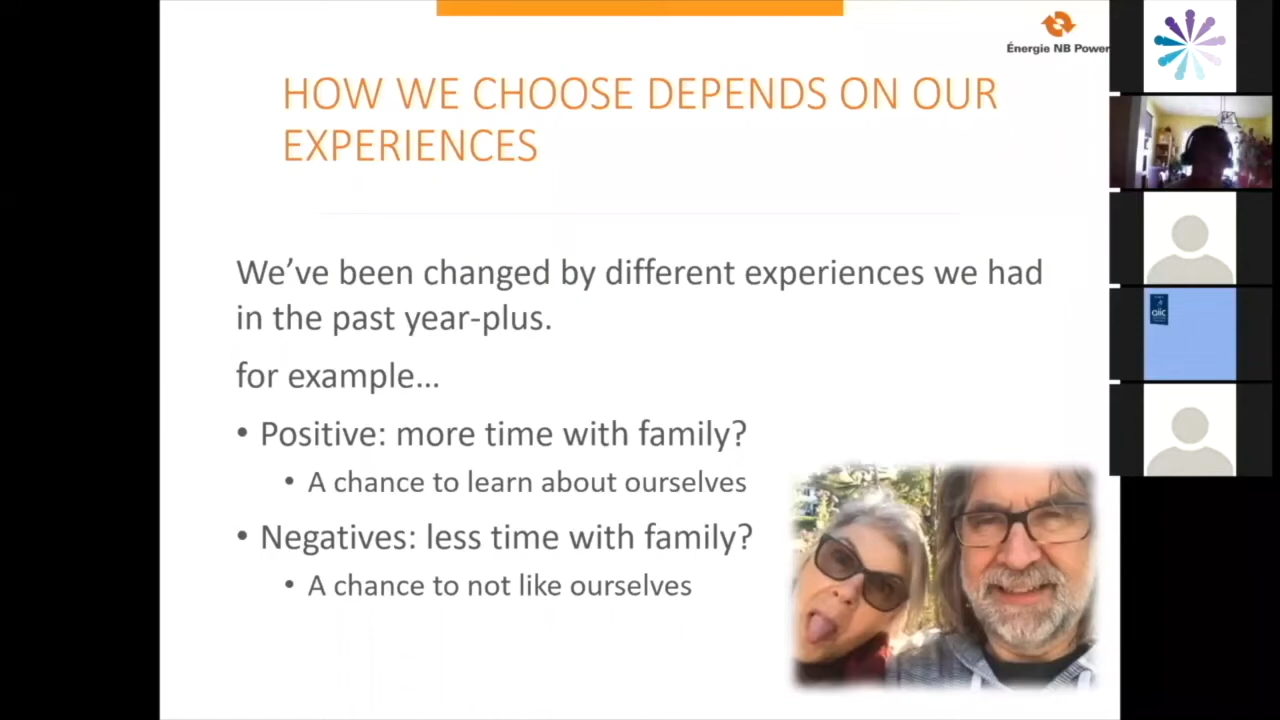 Énergie NB Power
HOW WE CHOOSE DEPENDS ON OUR
EXPERIENCES
We’ve been changed by different experiences we had
in the past year-plus.
for example...
• Positive: more time with family?
• A chance to learn about ourselves
• Negatives: less time with family?
• A chance to not like ourselves
aiic